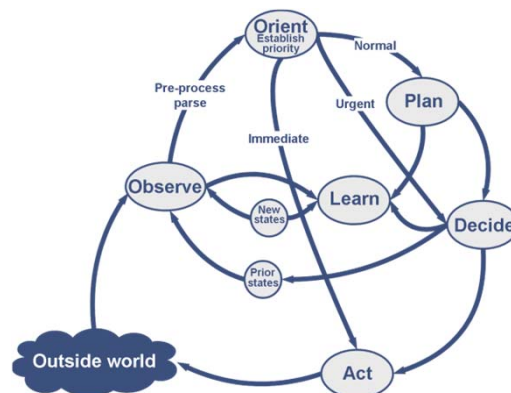 Orient
Establish
priority
Normal
Pre-process
parse
Urgent
Plan
Immediate
Observe
Learn
New
states
Decide
Prior
states
Outside world
Act